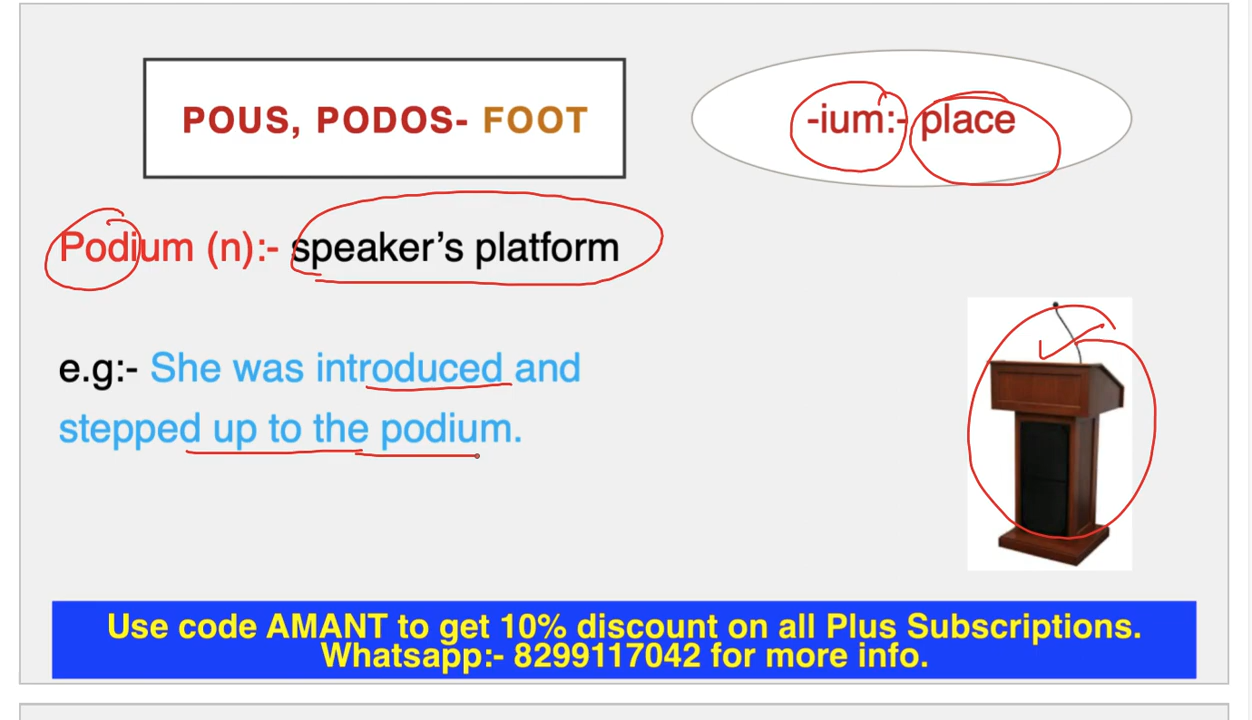 POUS, PODOS- FOOT
-ium:- place
Podium (n):- speaker's platform
e.g:- She was introduced and
stepped up to the podium.
Use code AMANT to get 10% discount on all Plus Subscriptions.
Whatsapp:- 8299117042 for more info.